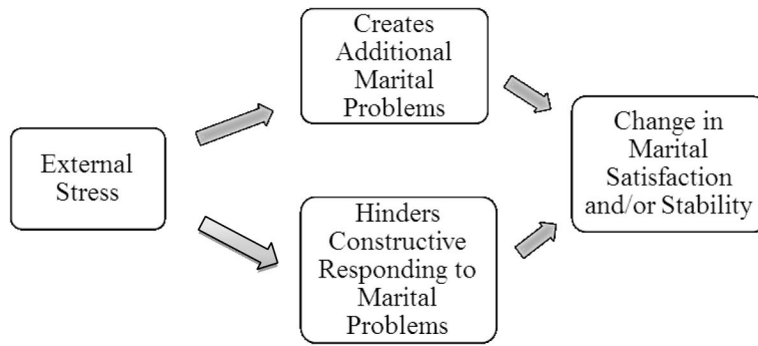 External
Stress
Creates
Additional
Marital
Problems
Hinders
Constructive
Responding to
Marital
Problems
Change in
Marital
Satisfaction
and/or Stability